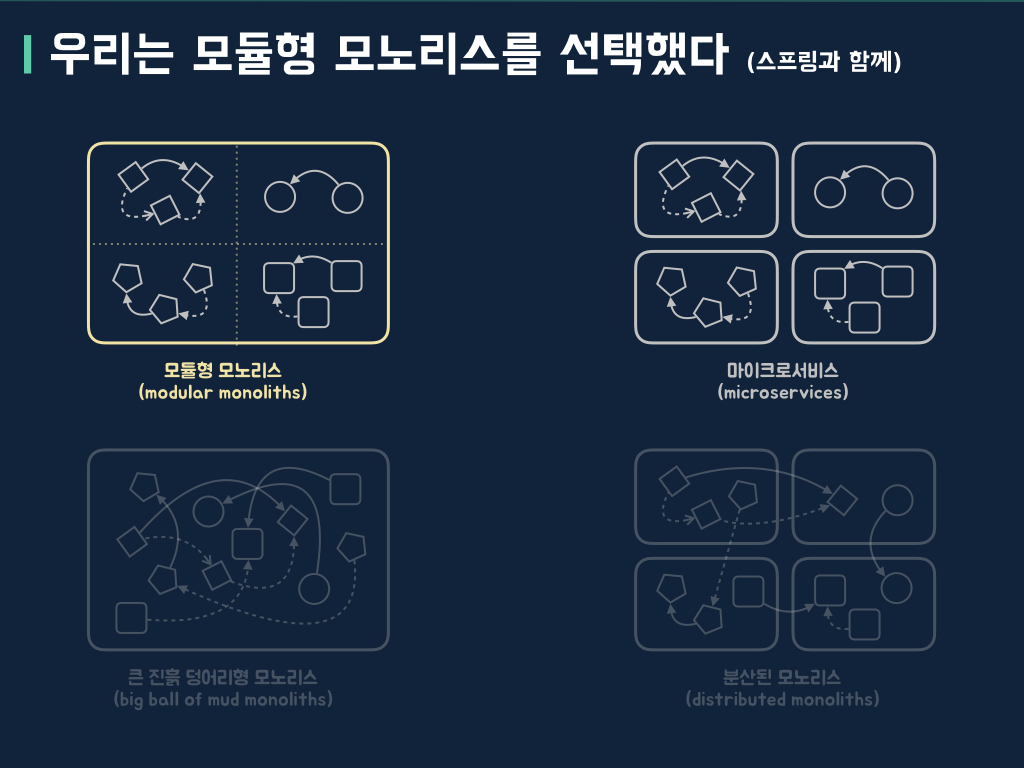 우리는 모듈형 모노리스를 선택했다 (스프링과 함께)
모듈형 모노리스
(modular monoliths)
마이크로서비스
(microservices)
큰 진흙 덩어리형 모노리스
(big ball of mud monoliths)
분산된 모노리스
(distributed monoliths)